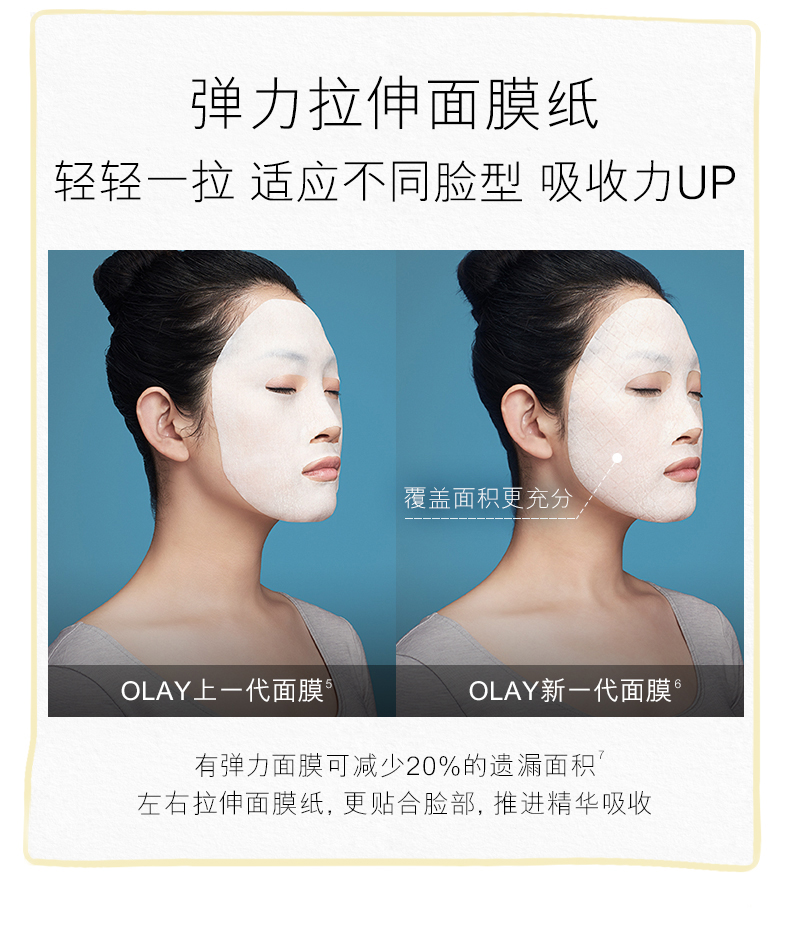 弹力拉伸面膜纸
轻轻一拉 适应不同脸型 吸收力UP
覆盖面积更充分
OLAY上一代面膜5
OLAY新一代面膜6
有弹力面膜可减少20%的遗漏面积7
左右拉伸面膜纸, 更贴合脸部, 推进精华吸收